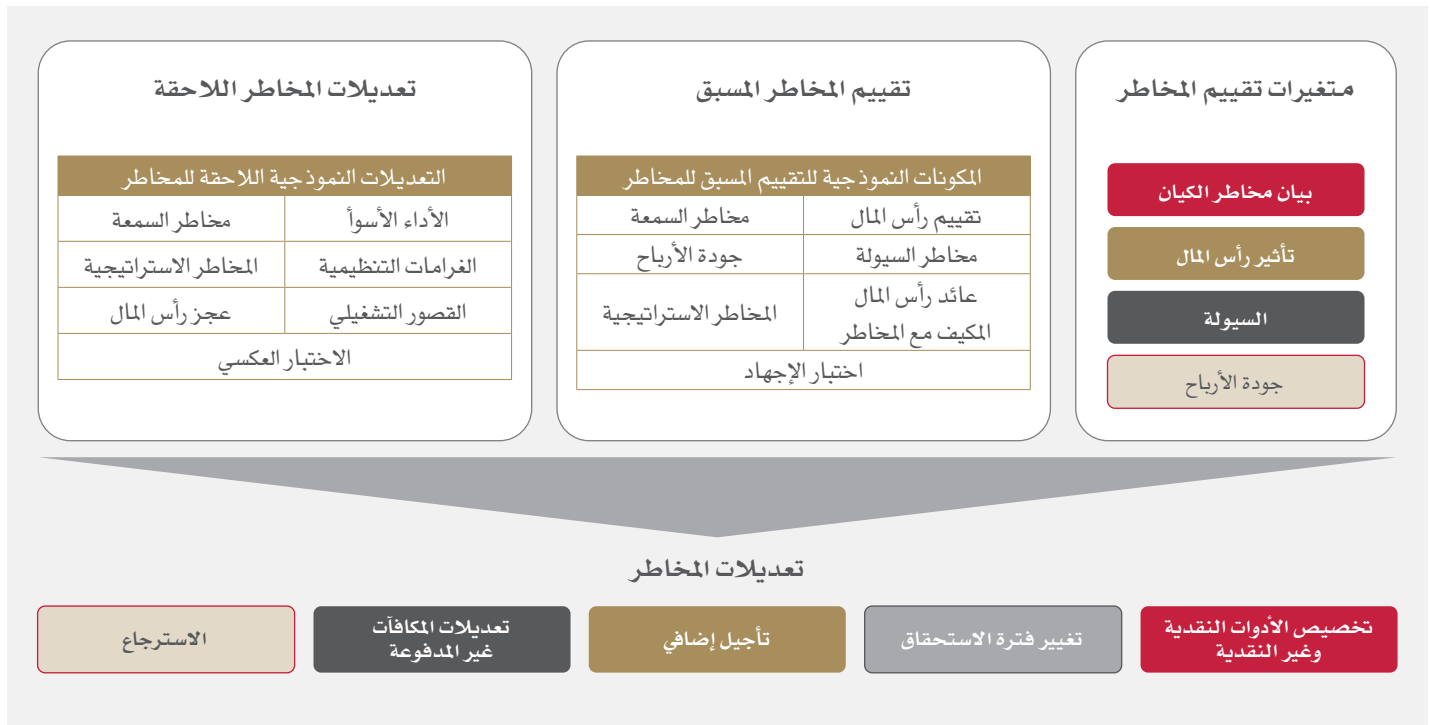 متغيرات تقييم المخاطر
بيان مخاطر الكيان
تأثير رأس المال
السيولة
جودة الأرباح
تقييم المخاطر المسبق
المكونات النموذجية للتقييم المسبق للمخاطر
تقييم رأس المال
مخاطر السمعة
مخاطر السيولة
جودة الأرباح
عائد رأس المال
المكيف مع المخاطر
المخاطر الاستراتيجية
اختبار الإجهاد
تعديلات المخاطر اللاحقة
التعديلات النموذجية اللاحقة للمخاطر
الأداء الأسوأ
مخاطر السمعة
الغرامات التنظيمية
المخاطر الاستراتيجية
القصور التشغيلي
عجز رأس المال
الاختبار العكسي
تعديلات المخاطر
تخصيص الأدوات النقدية
وغير النقدية
تغيير فترة الاستحقاق
تأجيل إضافي
تعديلات المكافآت
غير المدفوعة
الاسترجاع